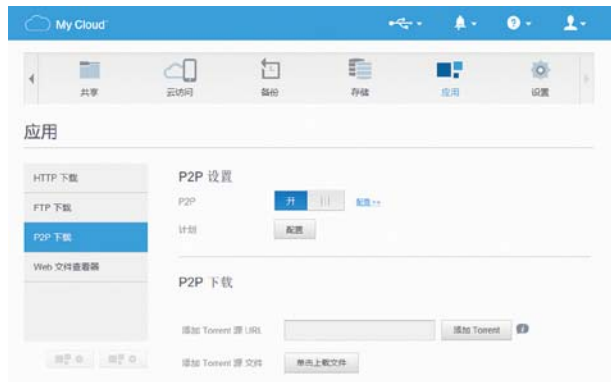 My Cloud
共享 云访问 备份 存储 应用 设置
应用
HTTP 下载
FTP 下载
P2P 下载
Web 文件查看器
P2P 设置
P2P 开 配置 >>
计划 配置
P2P 下载
添加 Torrent 源 URL 添加 Torrent
添加 Torrent 源 文件 单击上载文件